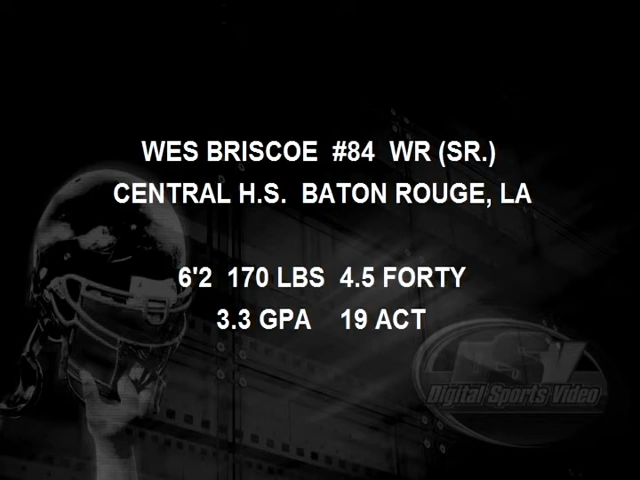 WES BRISCOE #84 WR (SR.)
CENTRAL H.S. BATON ROUGE, LA
6'2 170 LBS 4.5 FORTY
3.3 GPA 19 ACT
DSV
Digital Sports Video